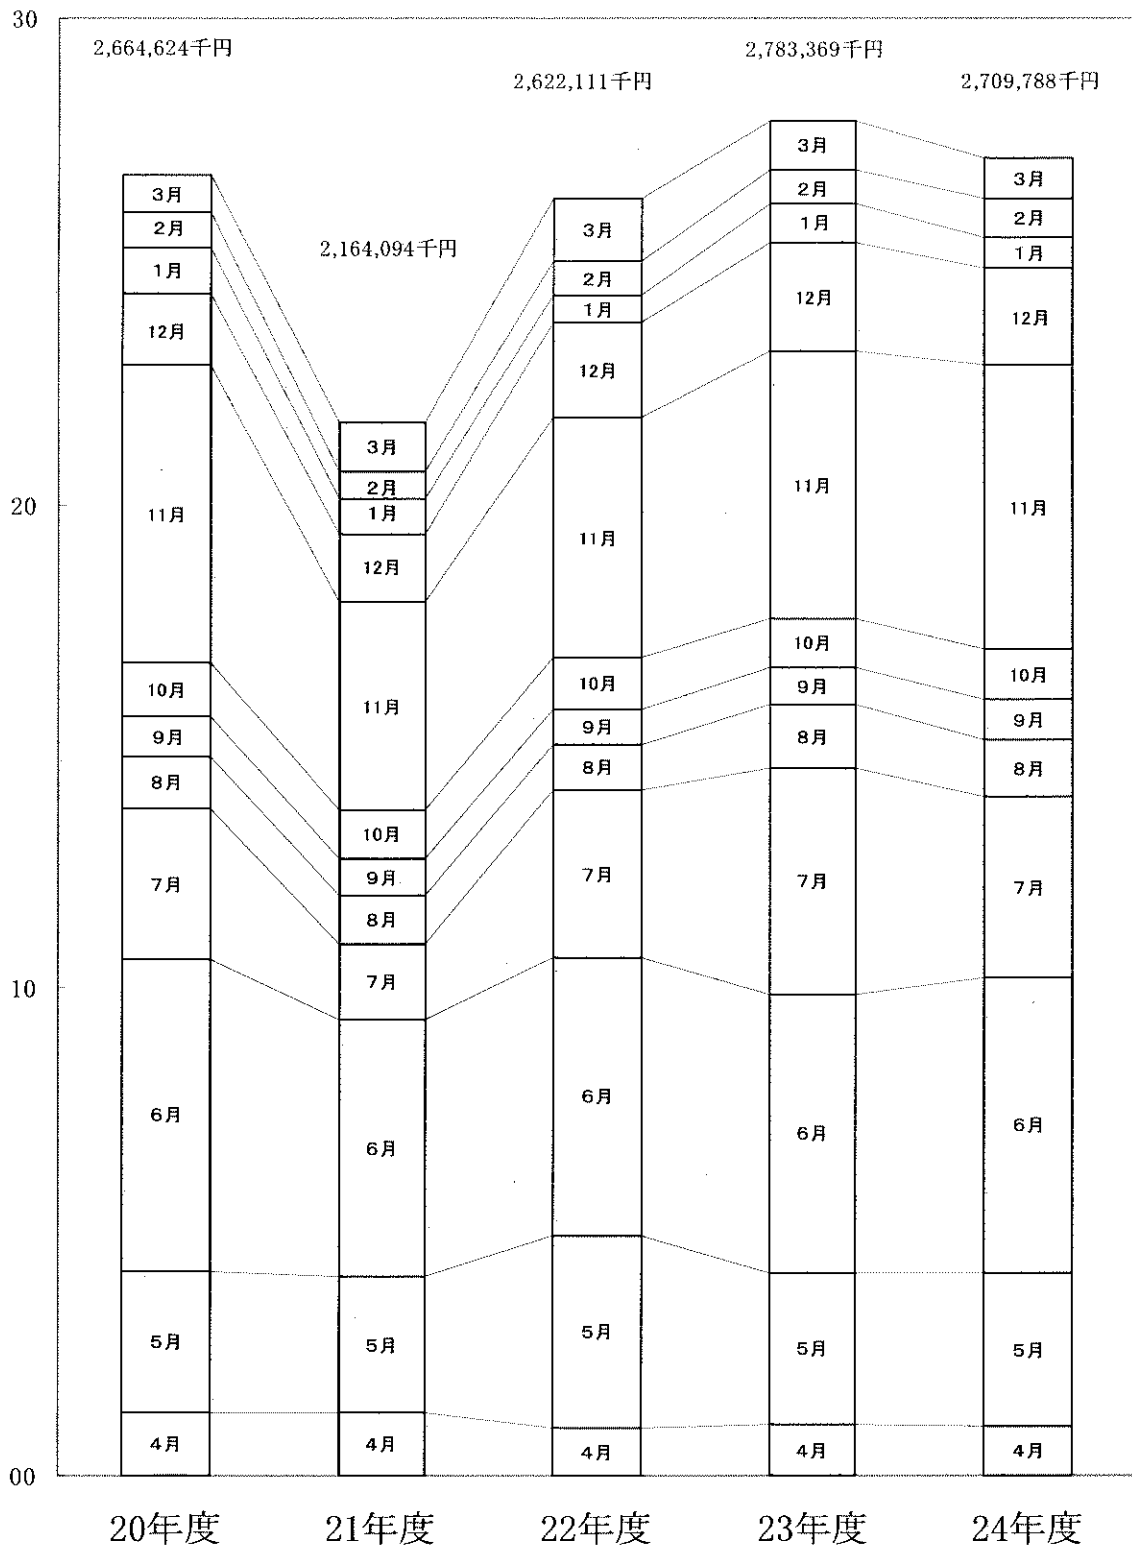 30
2,664,624千円
2,164,094千円
2,622,111千円
2,783,369千円
2,709,788千円
20
10
00
3月
2月
1月
12月
11月
10月
9月
8月
7月
6月
5月
4月
3月
2月
1月
12月
11月
10月
9月
8月
7月
6月
5月
4月
3月
2月
1月
12月
11月
10月
9月
8月
7月
6月
5月
4月
3月
2月
1月
12月
11月
10月
9月
8月
7月
6月
5月
4月
3月
2月
1月
12月
11月
10月
9月
8月
7月
6月
5月
4月
20年度
21年度
22年度
23年度
24年度